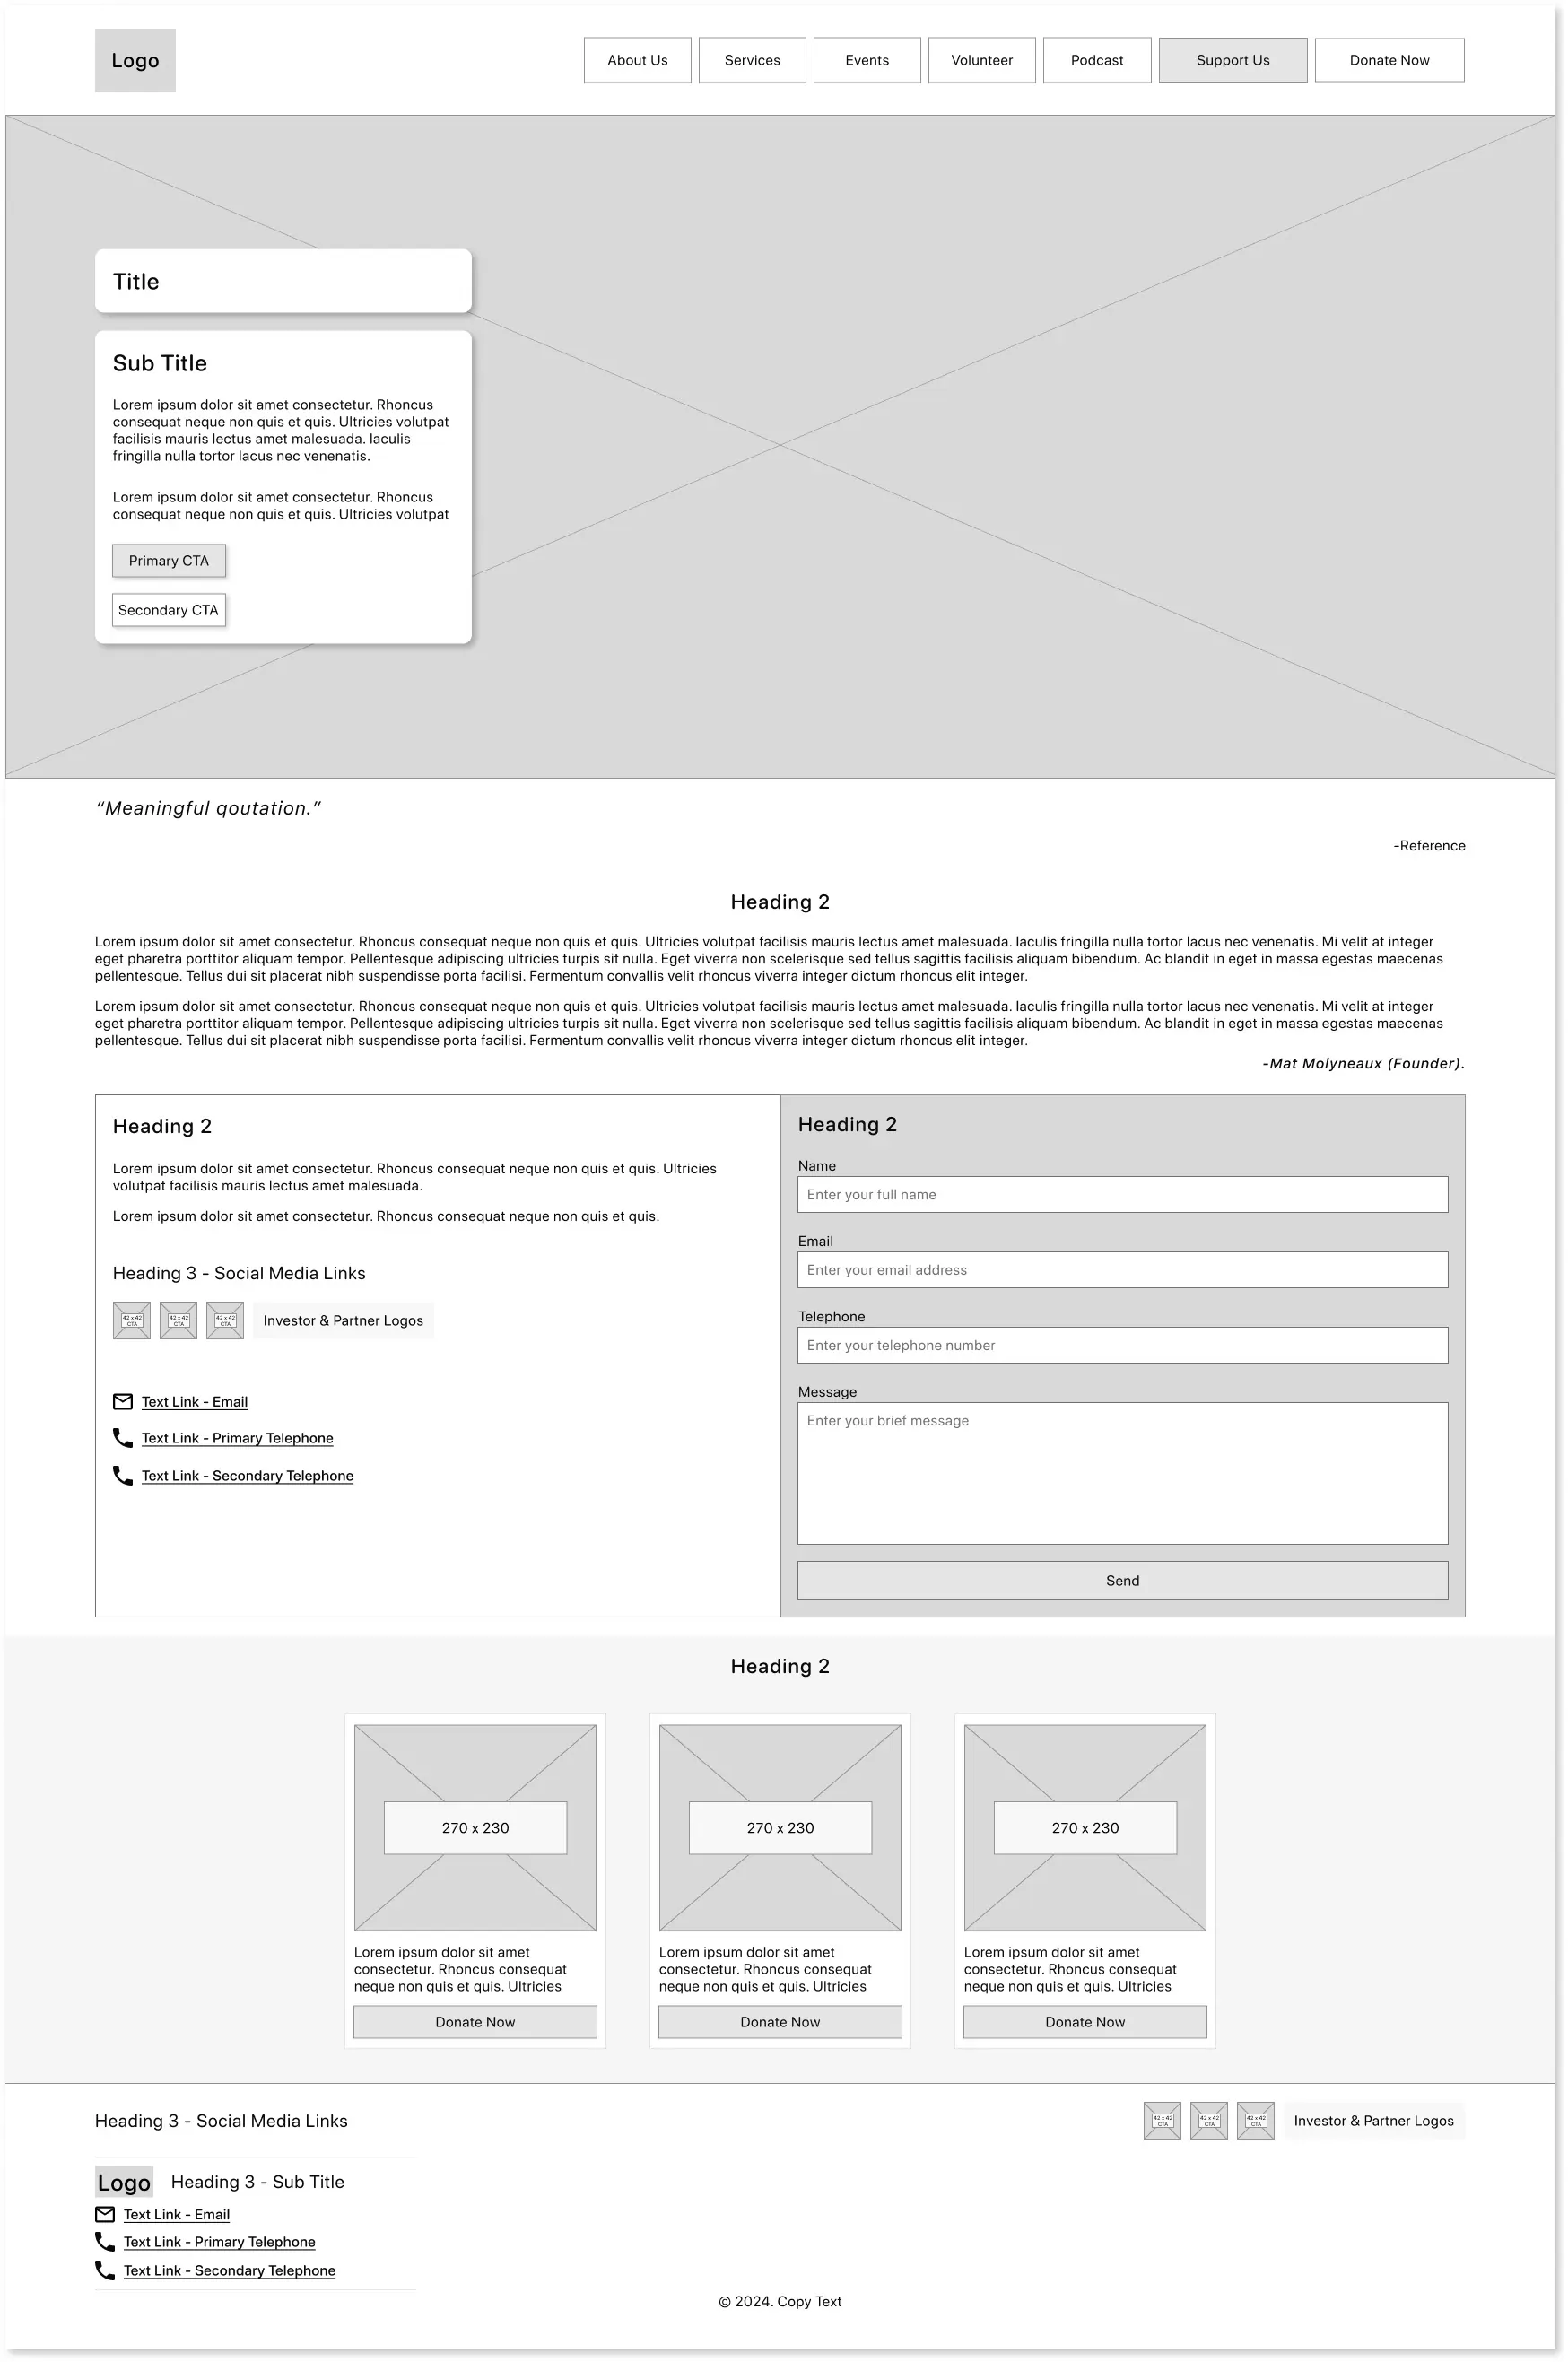 Logo
About Us
Services
Events
Volunteer
Podcast
Support Us
Donate Now
Title
Sub Title
Lorem ipsum dolor sit amet consectetur. Rhoncus
consequat neque non quis et quis. Ultricies volutpat
facilisis mauris lectus amet malesuada. Iaculis
fringilla nulla tortor lacus nec venenatis.
Lorem ipsum dolor sit amet consectetur. Rhoncus
consequat neque non quis et quis. Ultricies volutpat
Primary CTA
Secondary CTA
“Meaningful qoutation.”
-Reference
Heading 2
Lorem ipsum dolor sit amet consectetur. Rhoncus consequat neque non quis et quis. Ultricies volutpat facilisis mauris lectus amet malesuada. Iaculis fringilla nulla tortor lacus nec venenatis. Mi velit at integer
eget pharetra porttitor aliquam tempor. Pellentesque adipiscing ultricies turpis sit nulla. Eget viverra non scelerisque sed tellus sagittis facilisis aliquam bibendum. Ac blandit in eget in massa egestas maecenas
pellentesque. Tellus dui sit placerat nibh suspendisse porta facilisi. Fermentum convallis velit rhoncus viverra integer dictum rhoncus elit integer.
Lorem ipsum dolor sit amet consectetur. Rhoncus consequat neque non quis et quis. Ultricies volutpat facilisis mauris lectus amet malesuada. Iaculis fringilla nulla tortor lacus nec venenatis. Mi velit at integer
eget pharetra porttitor aliquam tempor. Pellentesque adipiscing ultricies turpis sit nulla. Eget viverra non scelerisque sed tellus sagittis facilisis aliquam bibendum. Ac blandit in eget in massa egestas maecenas
pellentesque. Tellus dui sit placerat nibh suspendisse porta facilisi. Fermentum convallis velit rhoncus viverra integer dictum rhoncus elit integer.
-Mat Molyneaux (Founder).
Heading 2
Lorem ipsum dolor sit amet consectetur. Rhoncus consequat neque non quis et quis. Ultricies
volutpat facilisis mauris lectus amet malesuada.
Lorem ipsum dolor sit amet consectetur. Rhoncus consequat neque non quis et quis.
Heading 3 - Social Media Links
42 x 42
CTA
42 x 42
CTA
42 x 42
CTA
Investor & Partner Logos
Text Link - Email
Text Link - Primary Telephone
Text Link - Secondary Telephone
Heading 2
Name
Enter your full name
Email
Enter your email address
Telephone
Enter your telephone number
Message
Enter your brief message
Send
Heading 2
270 x 230
Lorem ipsum dolor sit amet
consectetur. Rhoncus consequat
neque non quis et quis. Ultricies
Donate Now
270 x 230
Lorem ipsum dolor sit amet
consectetur. Rhoncus consequat
neque non quis et quis. Ultricies
Donate Now
270 x 230
Lorem ipsum dolor sit amet
consectetur. Rhoncus consequat
neque non quis et quis. Ultricies
Donate Now
Heading 3 - Social Media Links
42 x 42
CTA
42 x 42
CTA
42 x 42
CTA
Investor & Partner Logos
Logo
Heading 3 - Sub Title
Text Link - Email
Text Link - Primary Telephone
Text Link - Secondary Telephone
© 2024. Copy Text